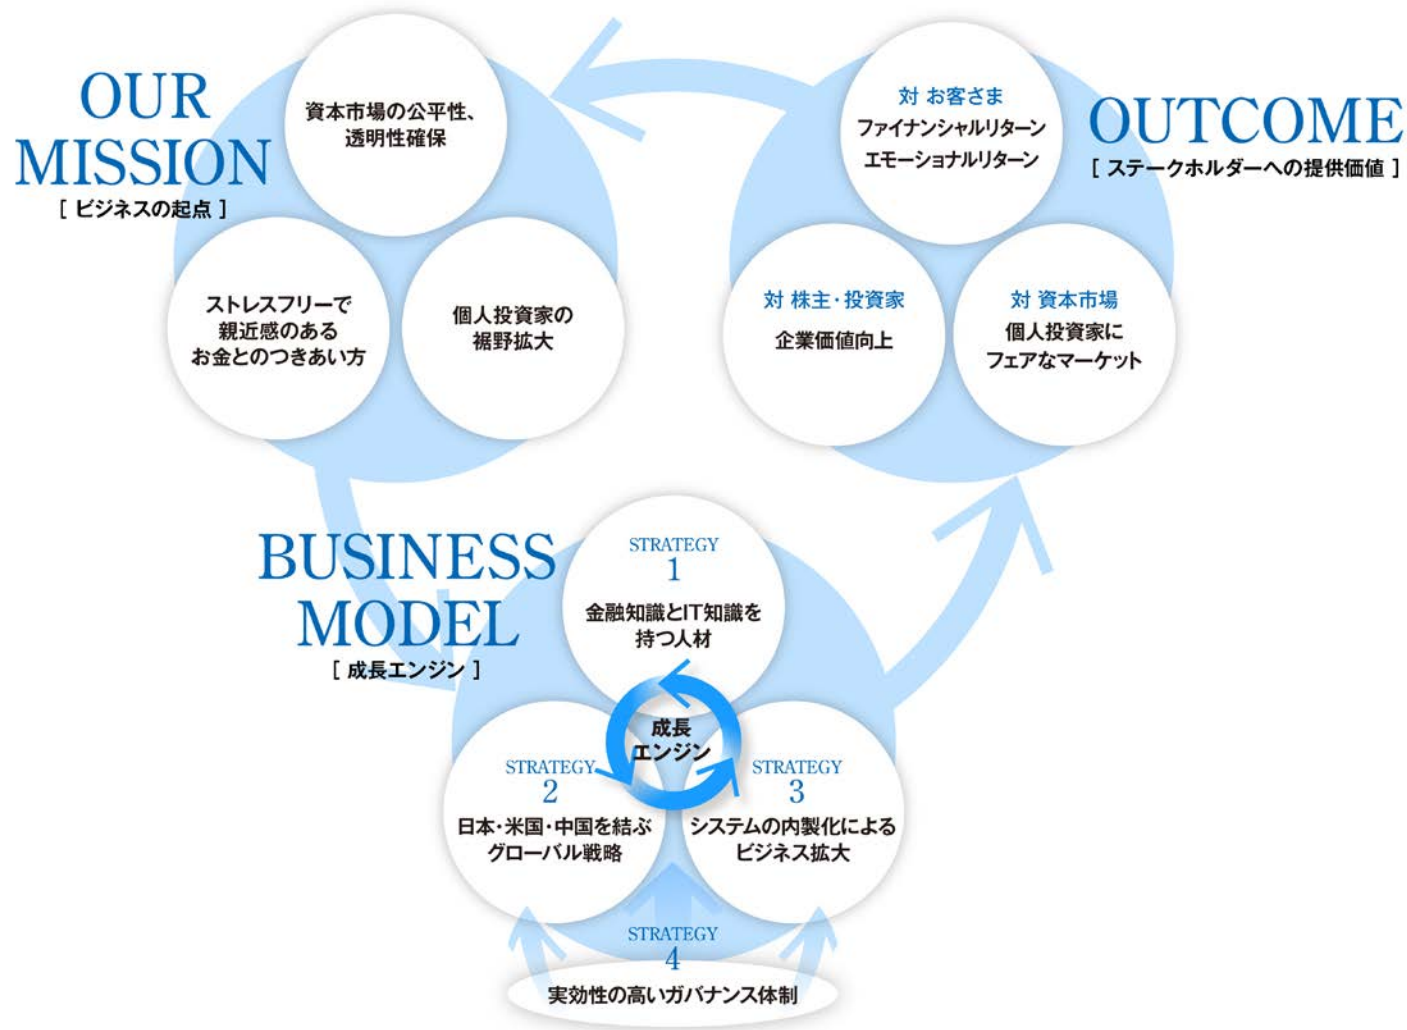 OUR
MISSION
[ ビジネスの起点 ]
資本市場の公平性、
透明性確保
ストレスフリーで
親近感のある
お金とのつきあい方
個人投資家の
裾野拡大
OUTCOME
[ ステークホルダーへの提供価値 ]
対 お客さま
ファイナンシャルリターン
エモーショナルリターン
対 株主・投資家
企業価値向上
対 資本市場
個人投資家に
フェアなマーケット
BUSINESS
MODEL
[ 成長エンジン ]
STRATEGY
1
金融知識とIT知識を
持つ人材
成長
エンジン
STRATEGY
2
日本・米国・中国を結ぶ
グローバル戦略
STRATEGY
3
システムの内製化による
ビジネス拡大
STRATEGY
4
実効性の高いガバナンス体制